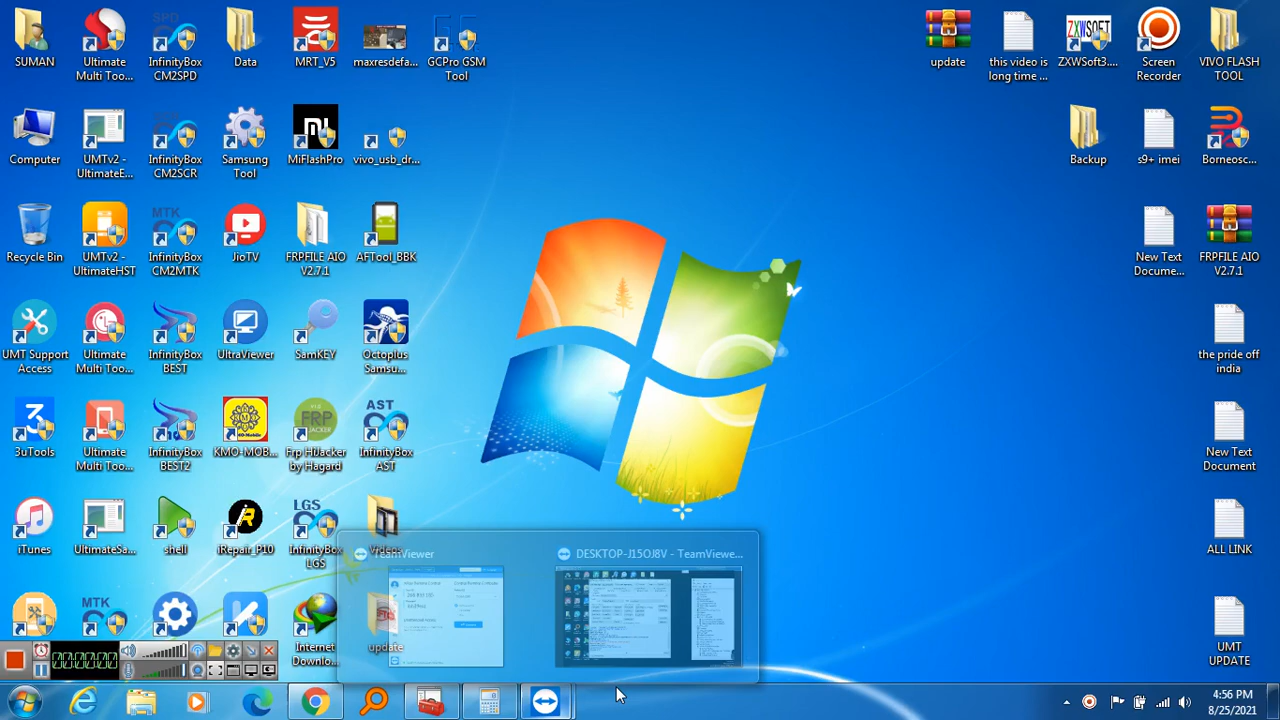 SUMAN
Ultimate
Multi Too...
SPD
InfinityBox
CM2SPD
Data
MRT_V5
maxresdefa...
GCPro GSM
Tool
update
this video is
long time ...
ZXWSOFT
ZXWSoft3....
Screen
Recorder
VIVO FLASH
TOOL
Computer
UMTv2 -
UltimateE...
InfinityBox
CM2SCR
Samsung
Tool
MiFlashPro
vivo_usb_dr...
Backup
s9+ imei
Borneosc...
Recycle Bin
UMTv2 -
UltimateHST
MTK
InfinityBox
CM2MTK
JioTV
FRPFILE AIO
V2.7.1
AFTool_BBK
New Text
Docume...
FRPFILE AIO
V2.7.1
UMT Support
Access
Ultimate
Multi Too...
InfinityBox
BEST
UltraViewer
SamKEY
Octoplus
Samsu...
the pride off
india
3uTools
Ultimate
Multi Too...
InfinityBox
BEST2
KMO-MOB...
FRP
Frp HiJacker
by Hagard
AST
InfinityBox
AST
New Text
Document
iTunes
UltimateSa...
shell
iRepair_P10
LGS
InfinityBox
LGS
Videos
ALL LINK
TeamViewer
DESKTOP-J15OJ8V - TeamViewe...
MTK
Internet
Downlo...
update
UMT
UPDATE
4:56 PM
8/25/2021